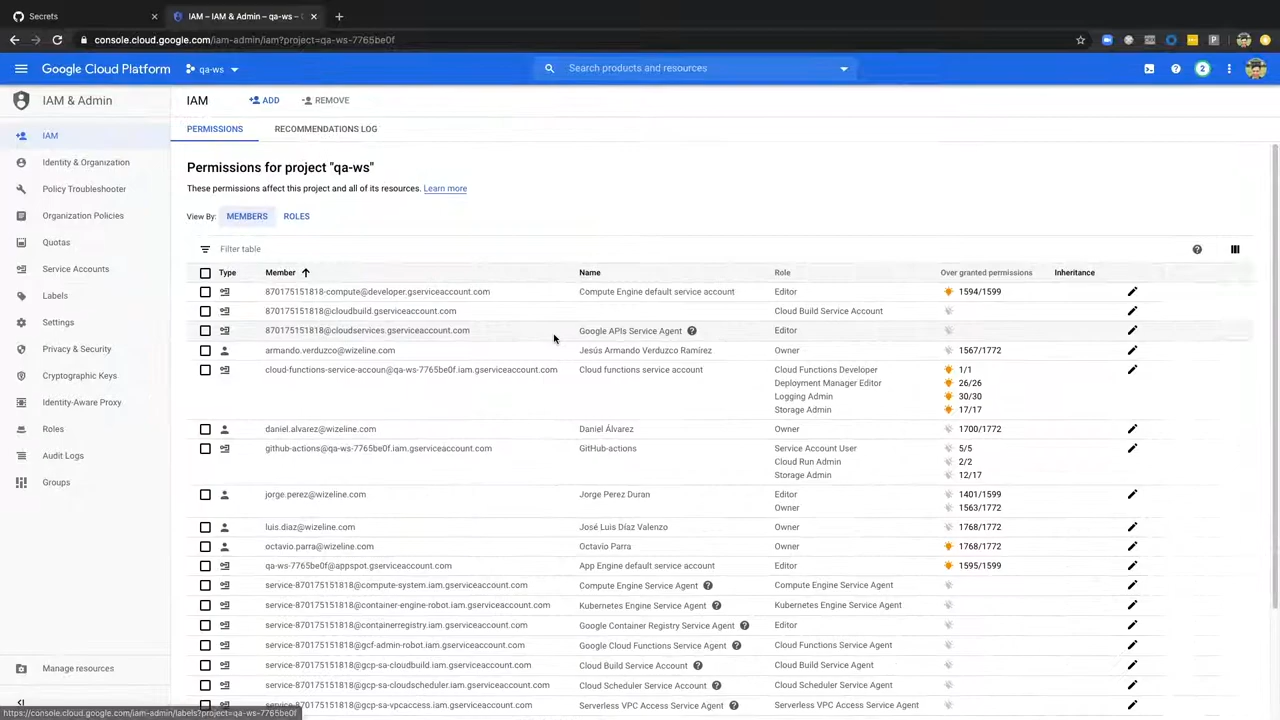 Secrets
IAM – IAM & Admin – qa-ws –
console.cloud.google.com/iam-admin/iam?project=qa-ws-7765be0f
Google Cloud Platform
qa-ws
Search products and resources
2
IAM & Admin
IAM
Identity & Organization
Policy Troubleshooter
Organization Policies
Quotas
Service Accounts
Labels
Settings
Privacy & Security
Cryptographic Keys
Identity-Aware Proxy
Roles
Audit Logs
Groups
Manage resources
IAM ADD REMOVE
PERMISSIONS RECOMMENDATIONS LOG
Permissions for project "qa-ws"
These permissions affect this project and all of its resources. Learn more
View By: MEMBERS ROLES
Filter table
Type Member Name Role Over granted permissions Inheritance
870175151818-compute@developer.gserviceaccount.com Compute Engine default service account Editor 1594/1599
870175151818@cloudbuild.gserviceaccount.com Cloud Build Service Account
870175151818@cloudservices.gserviceaccount.com Google APIs Service Agent Editor
armando.verduzco@wizeline.com Jesús Armando Verduzco Ramírez Owner 1567/1772
cloud-functions-service-accoun@qa-ws-7765be0f.iam.gserviceaccount.com Cloud functions service account Cloud Functions Developer 1/1
Deployment Manager Editor 26/26
Logging Admin 30/30
Storage Admin 17/17
daniel.alvarez@wizeline.com Daniel Álvarez Owner 1700/1772
github-actions@qa-ws-7765be0f.iam.gserviceaccount.com GitHub-actions Service Account User 5/5
Cloud Run Admin 2/2
Storage Admin 12/17
jorge.perez@wizeline.com Jorge Perez Duran Editor 1401/1599
Owner 1563/1772
luis.diaz@wizeline.com José Luis Díaz Valenzo Owner 1768/1772
octavio.parra@wizeline.com Octavio Parra Owner 1768/1772
qa-ws-7765be0f@appspot.gserviceaccount.com App Engine default service account Editor 1595/1599
service-870175151818@compute-system.iam.gserviceaccount.com Compute Engine Service Agent Compute Engine Service Agent
service-870175151818@container-engine-robot.iam.gserviceaccount.com Kubernetes Engine Service Agent Kubernetes Engine Service Agent
service-870175151818@containerregistry.iam.gserviceaccount.com Google Container Registry Service Agent Editor
service-870175151818@gcf-admin-robot.iam.gserviceaccount.com Google Cloud Functions Service Agent Cloud Functions Service Agent
service-870175151818@gcp-sa-cloudbuild.iam.gserviceaccount.com Cloud Build Service Account Cloud Build Service Agent
service-870175151818@gcp-sa-cloudscheduler.iam.gserviceaccount.com Cloud Scheduler Service Account Cloud Scheduler Service Agent
service-870175151818@gcp-sa-vpcaccess.iam.gserviceaccount.com Serverless VPC Access Service Agent Serverless VPC Access Service Agent
https://console.cloud.google.com/iam-admin/labels?project=qa-ws-7765be0f